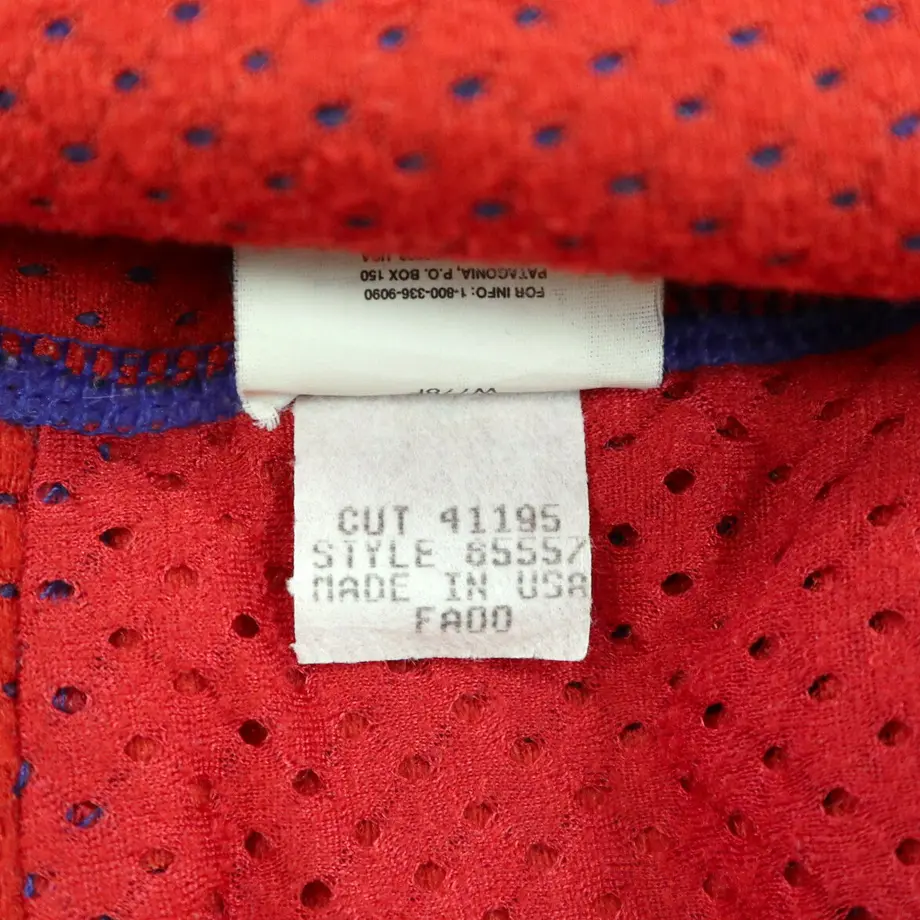 FOR INFO: 1-800-336-9090
PATAGONIA, P.O. BOX 150
CUT 41195
STYLE 65557
MADE IN USA
FA00